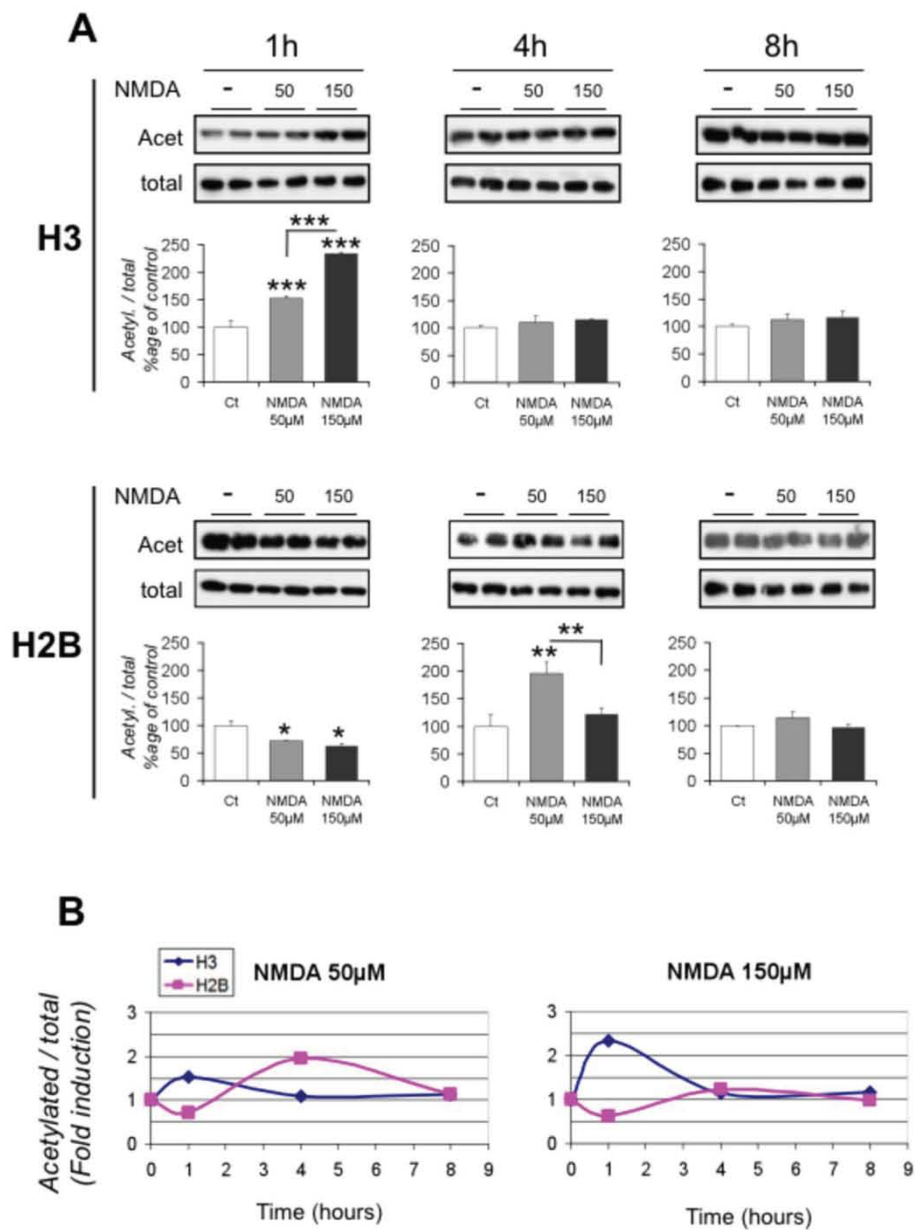 A
1h 4h 8h
NMDA - 50 150 - 50 150 - 50 150
Acet
total
H3
Acetyl. / total
%age of control
250 200 150 100 50 0
*** *** ***
Ct NMDA 50µM NMDA 150µM
250 200 150 100 50 0
Ct NMDA 50µM NMDA 150µM
250 200 150 100 50 0
Ct NMDA 50µM NMDA 150µM
NMDA - 50 150 - 50 150 - 50 150
Acet
total
H2B
Acetyl. / total
%age of control
250 200 150 100 50 0
* *
Ct NMDA 50µM NMDA 150µM
250 200 150 100 50 0
** **
Ct NMDA 50µM NMDA 150µM
250 200 150 100 50 0
Ct NMDA 50µM NMDA 150µM
B
H3
H2B
NMDA 50µM
NMDA 150µM
Acetylated / total
(Fold induction)
3 2 1 0
0 1 2 3 4 5 6 7 8 9
Time (hours)
3 2 1 0
0 1 2 3 4 5 6 7 8 9
Time (hours)